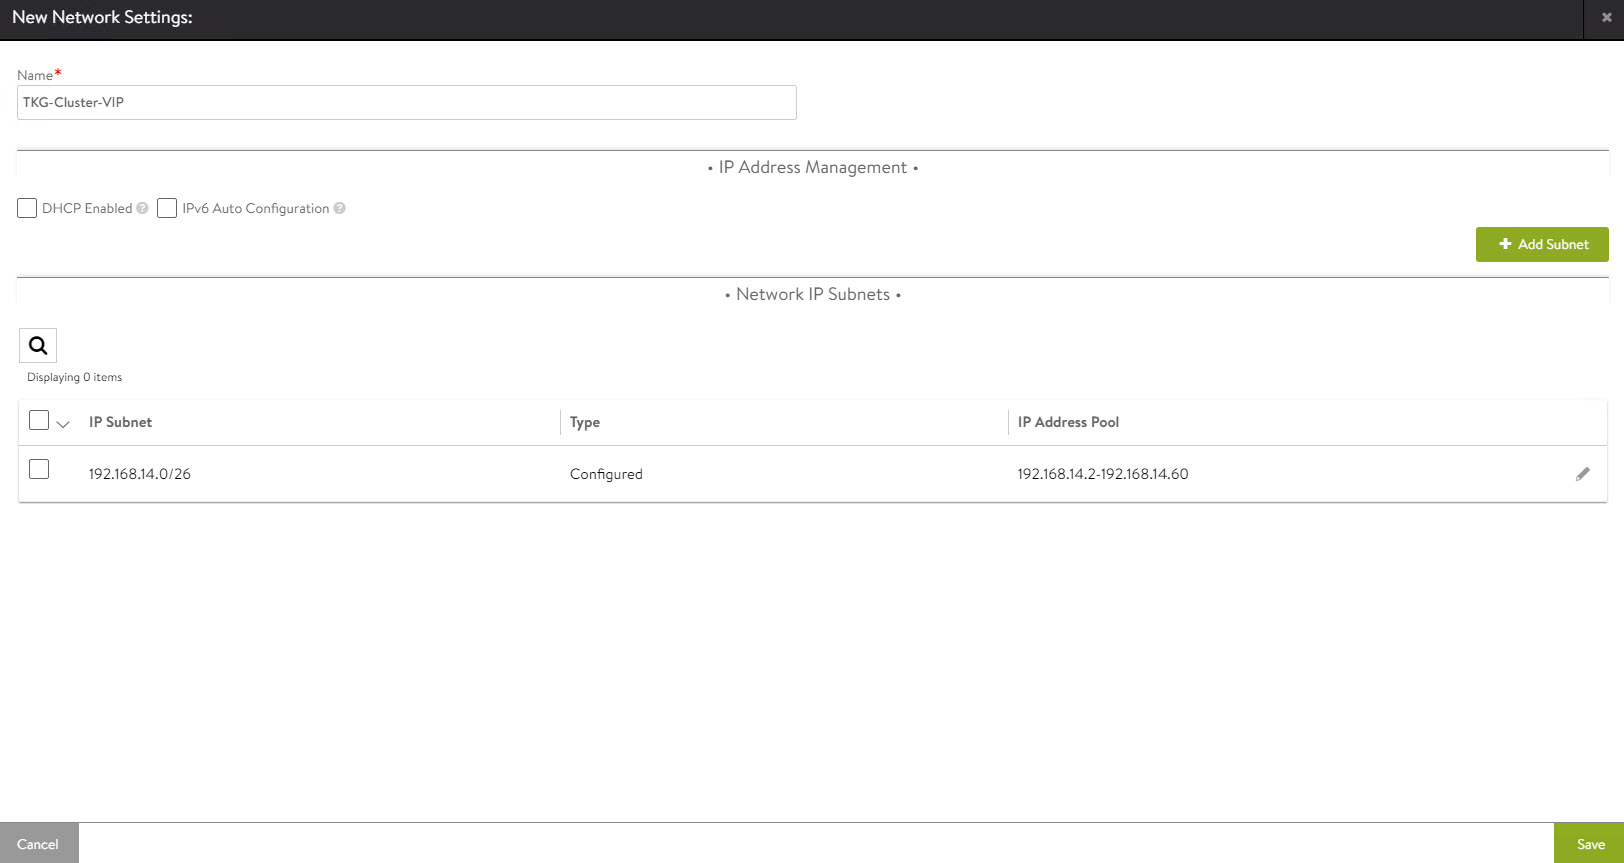 New Network Settings:
Name*
TKG-Cluster-VIP
• IP Address Management •
DHCP Enabled ? IPv6 Auto Configuration ?
+ Add Subnet
• Network IP Subnets •
Displaying 0 items
IP Subnet Type IP Address Pool
192.168.14.0/26 Configured 192.168.14.2-192.168.14.60
Cancel Save